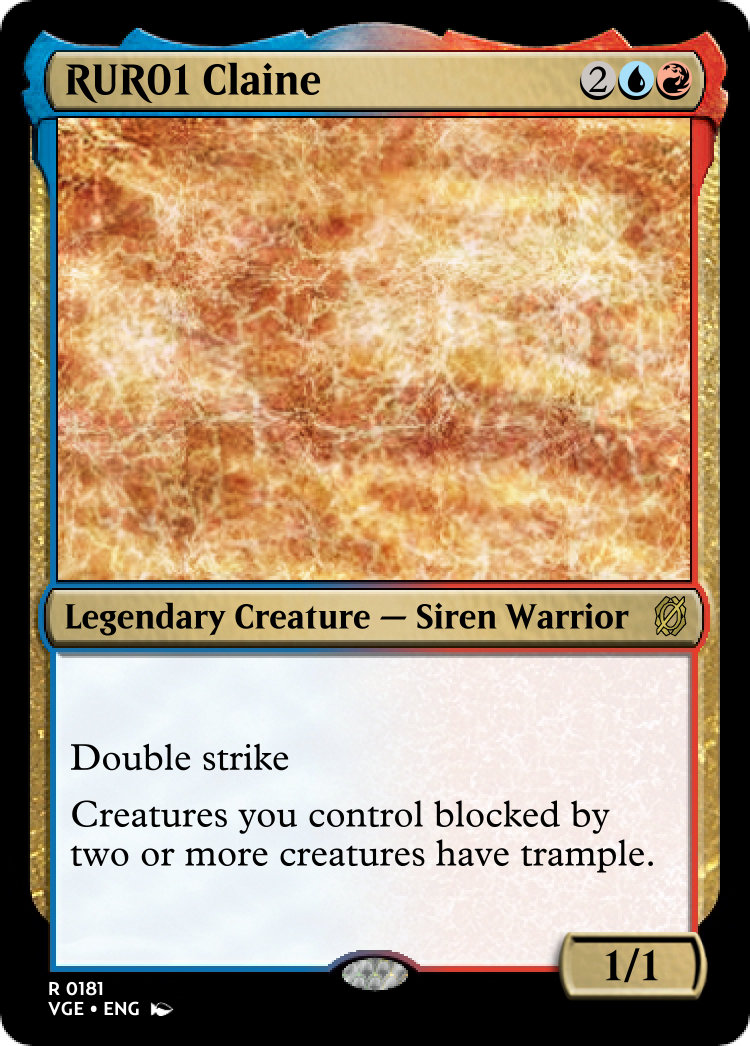 RUR01 Claine 2
Legendary Creature — Siren Warrior
Double strike
Creatures you control blocked by
two or more creatures have trample.
1/1
R 0181
VGE • ENG